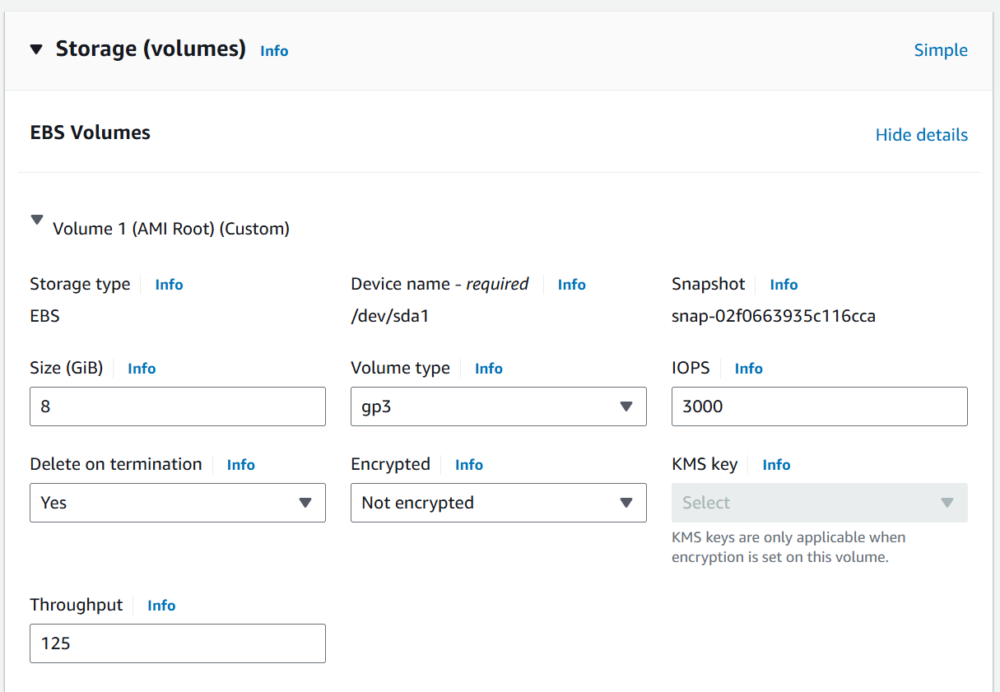 Storage (volumes) Info Simple
EBS Volumes Hide details
Volume 1 (AMI Root) (Custom)
Storage type Info Device name - required Info Snapshot Info
EBS /dev/sda1 snap-02f0663935c116cca
Size (GiB) Info Volume type Info IOPS Info
8 gp3 3000
Delete on termination Info Encrypted Info KMS key Info
Yes Not encrypted Select
KMS keys are only applicable when
encryption is set on this volume.
Throughput Info
125